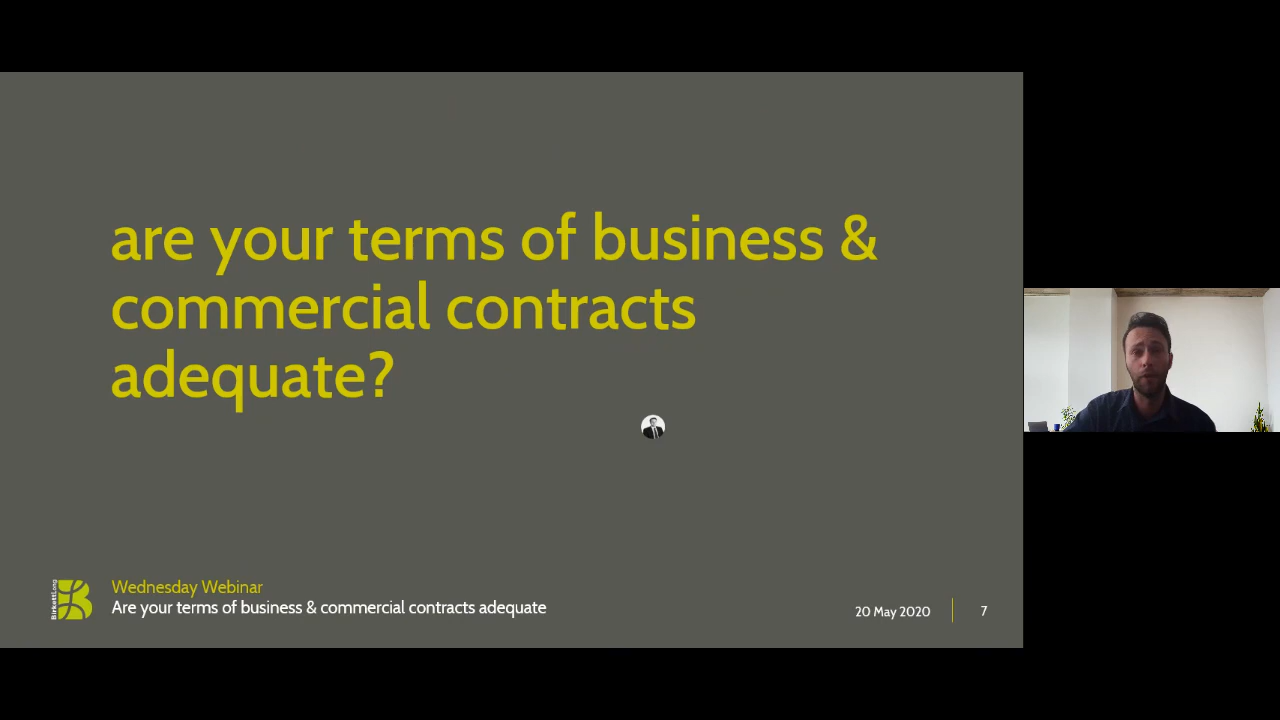 are your terms of business &
commercial contracts
adequate?
BirkettLong
Wednesday Webinar
Are your terms of business & commercial contracts adequate
20 May 2020
7